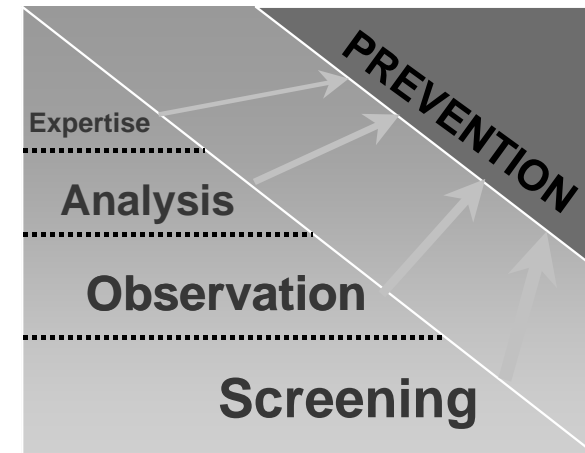 PREVENTION
Expertise
Analysis
Observation
Screening